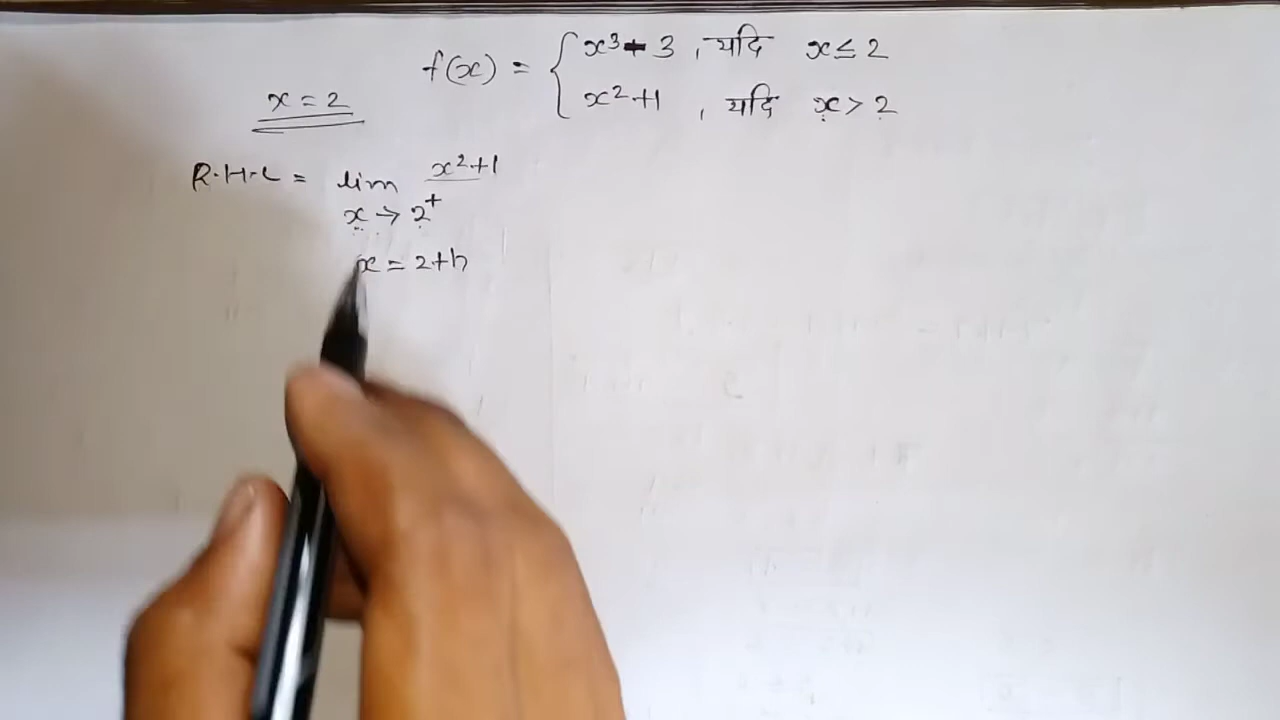 f(x) = { x³ - 3 , यदि x ≤ 2
x² + 1 , यदि x > 2
x = 2
R.H.L = lim x² + 1
x → 2⁺
x = 2 + h